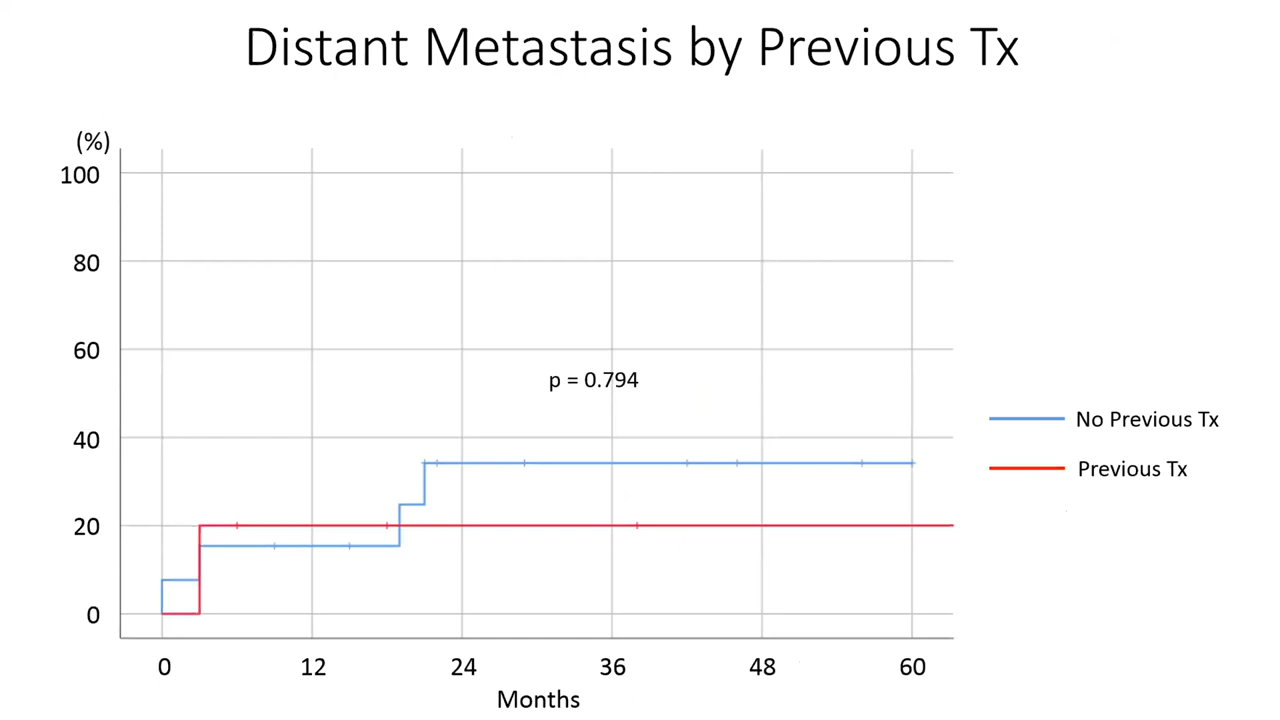 Distant Metastasis by Previous Tx
(%)
100
80
60
40
20
0
p = 0.794
No Previous Tx
Previous Tx
0 12 24 36 48 60
Months